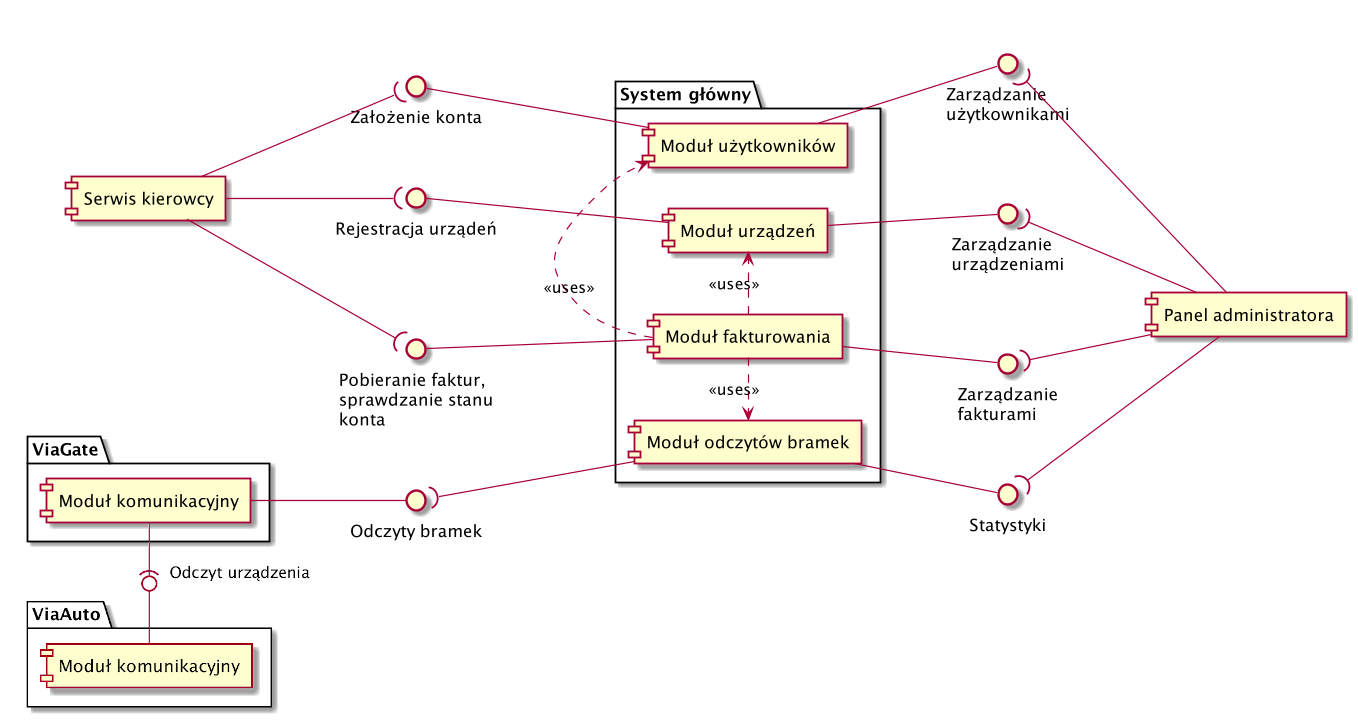 System główny
Założenie konta
Zarządzanie
użytkownikami
Moduł użytkowników
Serwis kierowcy
Rejestracja urządeń
Moduł urządzeń
Zarządzanie
urządzeniami
«uses»
«uses»
Panel administratora
Moduł fakturowania
Pobieranie faktur,
sprawdzanie stanu
konta
«uses»
Zarządzanie
fakturami
Moduł odczytów bramek
ViaGate
Moduł komunikacyjny
Odczyty bramek
Statystyki
Odczyt urządzenia
ViaAuto
Moduł komunikacyjny